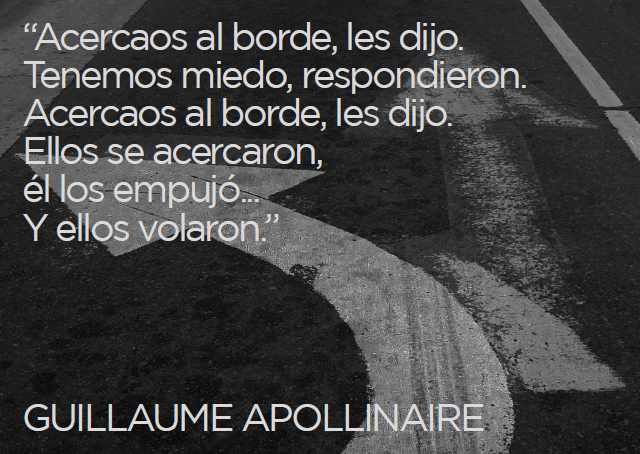 “Acercaos al borde, les dijo.
Tenemos miedo, respondieron.
Acercaos al borde, les dijo.
Ellos se acercaron,
él los empujó...
Y ellos volaron.”
GUILLAUME APOLLINAIRE